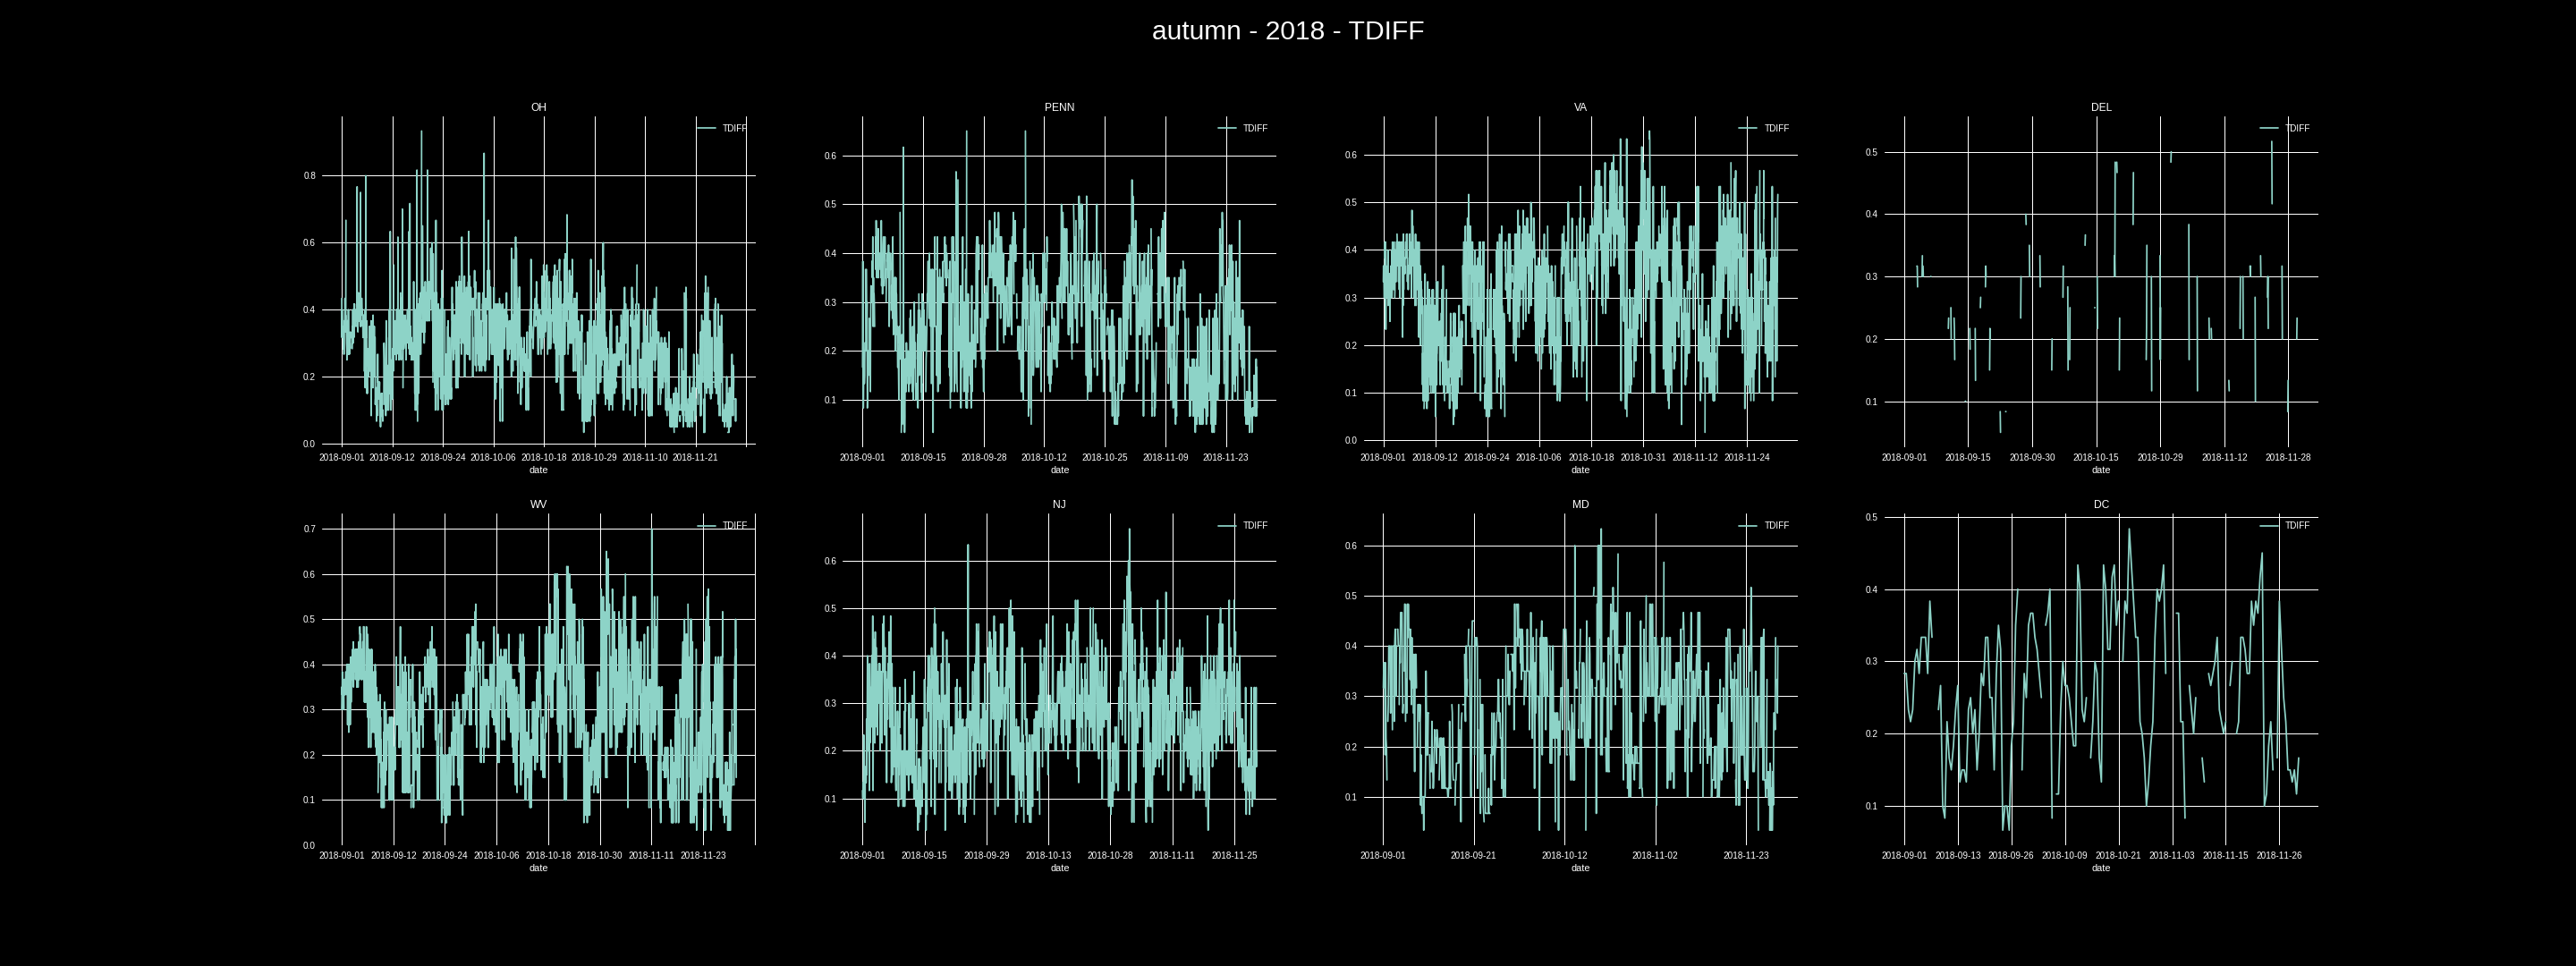 autumn - 2018 - TDIFF
OH
TDIFF
0.8
0.6
0.4
0.2
0.0
2018-09-01 2018-09-12 2018-09-24 2018-10-06 2018-10-18 2018-10-29 2018-11-10 2018-11-21
date
PENN
TDIFF
0.6
0.5
0.4
0.3
0.2
0.1
2018-09-01 2018-09-15 2018-09-28 2018-10-12 2018-10-25 2018-11-09 2018-11-23
date
VA
TDIFF
0.6
0.5
0.4
0.3
0.2
0.1
0.0
2018-09-01 2018-09-12 2018-09-24 2018-10-06 2018-10-18 2018-10-31 2018-11-12 2018-11-24
date
DEL
TDIFF
0.5
0.4
0.3
0.2
0.1
2018-09-01 2018-09-15 2018-09-30 2018-10-15 2018-10-29 2018-11-12 2018-11-28
date
WV
TDIFF
0.7
0.6
0.5
0.4
0.3
0.2
0.1
0.0
2018-09-01 2018-09-12 2018-09-24 2018-10-06 2018-10-18 2018-10-30 2018-11-11 2018-11-23
date
NJ
TDIFF
0.6
0.5
0.4
0.3
0.2
0.1
2018-09-01 2018-09-15 2018-09-29 2018-10-13 2018-10-28 2018-11-11 2018-11-25
date
MD
TDIFF
0.6
0.5
0.4
0.3
0.2
0.1
2018-09-01 2018-09-21 2018-10-12 2018-11-02 2018-11-23
date
DC
TDIFF
0.5
0.4
0.3
0.2
0.1
2018-09-01 2018-09-13 2018-09-26 2018-10-09 2018-10-21 2018-11-03 2018-11-15 2018-11-26
date